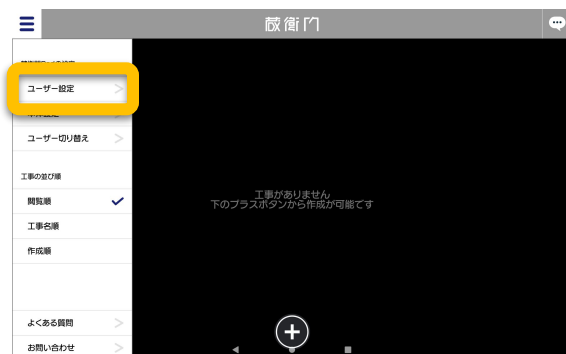 蔵衛門
ユーザー設定
ユーザー切り替え
工事の並び順
閲覧順
工事名順
作成順
よくある質問
お問い合わせ
工事がありません
下のプラスボタンから作成が可能です